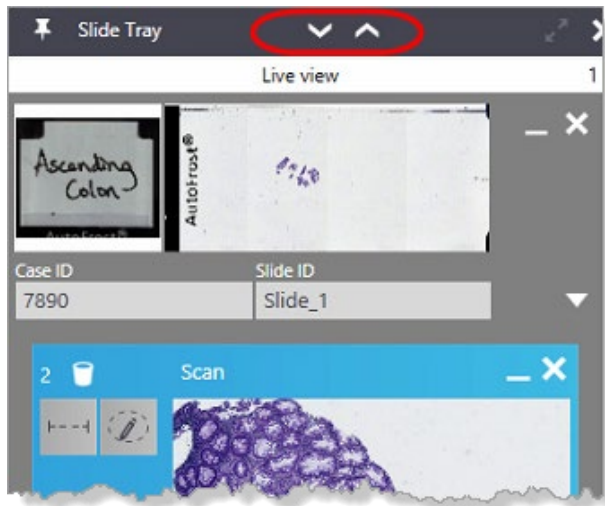 Slide Tray
Live view 1
Ascending
Colon
AutoFrost®
AutoFrost®
Case ID Slide ID
7890 Slide_1
2 Scan